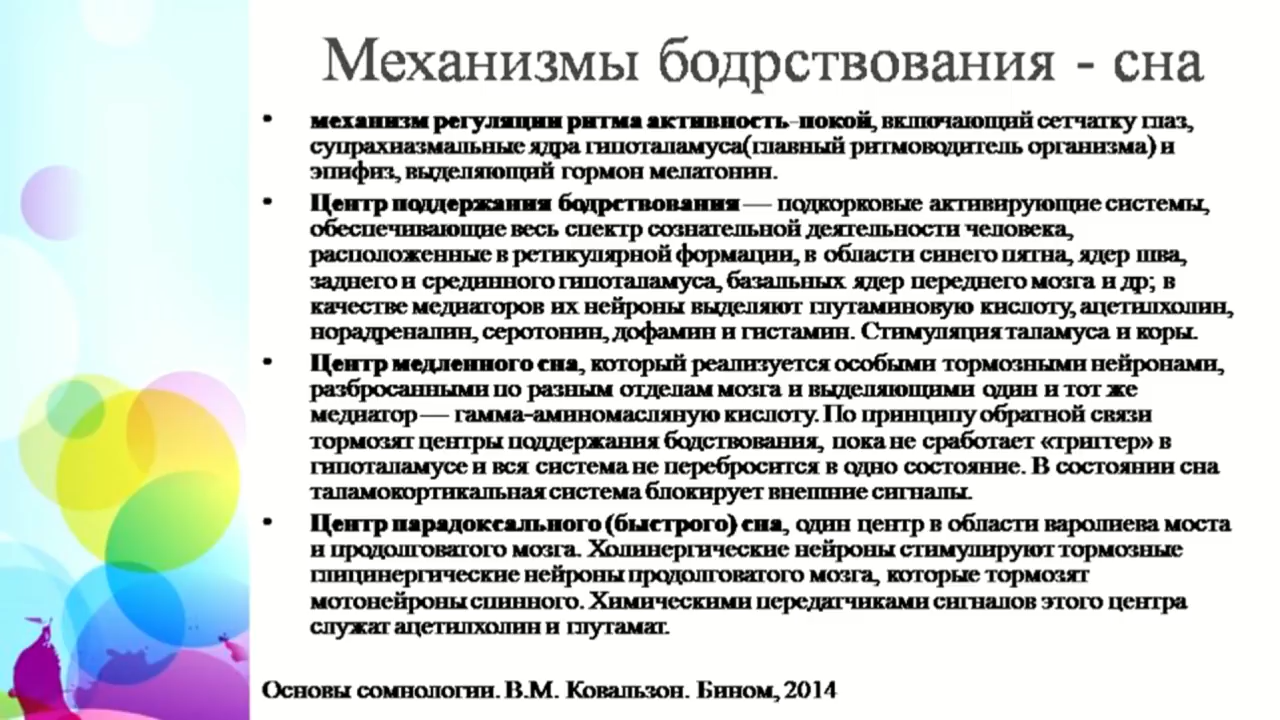 Механизмы бодрствования - сна
• механизм регуляции ритма активность-покой, включающий сетчатку глаз,
супрахиазмальные ядра гипоталамуса(главный ритмоводитель организма) и
эпифиз, выделяющий гормон мелатонин.
• Центр поддержания бодрствования — подкорковые активирующие системы,
обеспечивающие весь спектр сознательной деятельности человека,
расположенные в ретикулярной формации, в области синего пятна, ядер шва,
заднего и срединного гипоталамуса, базальных ядер переднего мозга и др; в
качестве медиаторов их нейроны выделяют глутаминовую кислоту, ацетилхолин,
норадреналин, серотонин, дофамин и гистамин. Стимуляция таламуса и коры.
• Центр медленного сна, который реализуется особыми тормозными нейронами,
разбросанными по разным отделам мозга и выделяющими один и тот же
медиатор — гамма-аминомасляную кислоту. По принципу обратной связи
тормозят центры поддержания бодствования, пока не сработает «триггер» в
гипоталамусе и вся система не перебросится в одно состояние. В состоянии сна
таламокортикальная система блокирует внешние сигналы.
• Центр парадоксального (быстрого) сна, один центр в области варолиева моста
и продолговатого мозга. Холинергические нейроны стимулируют тормозные
глицинергические нейроны продолговатого мозга, которые тормозят
мотонейроны спинного. Химическими передатчиками сигналов этого центра
служат ацетилхолин и глутамат.
Основы сомнологии. В.М. Ковальзон. Бином, 2014